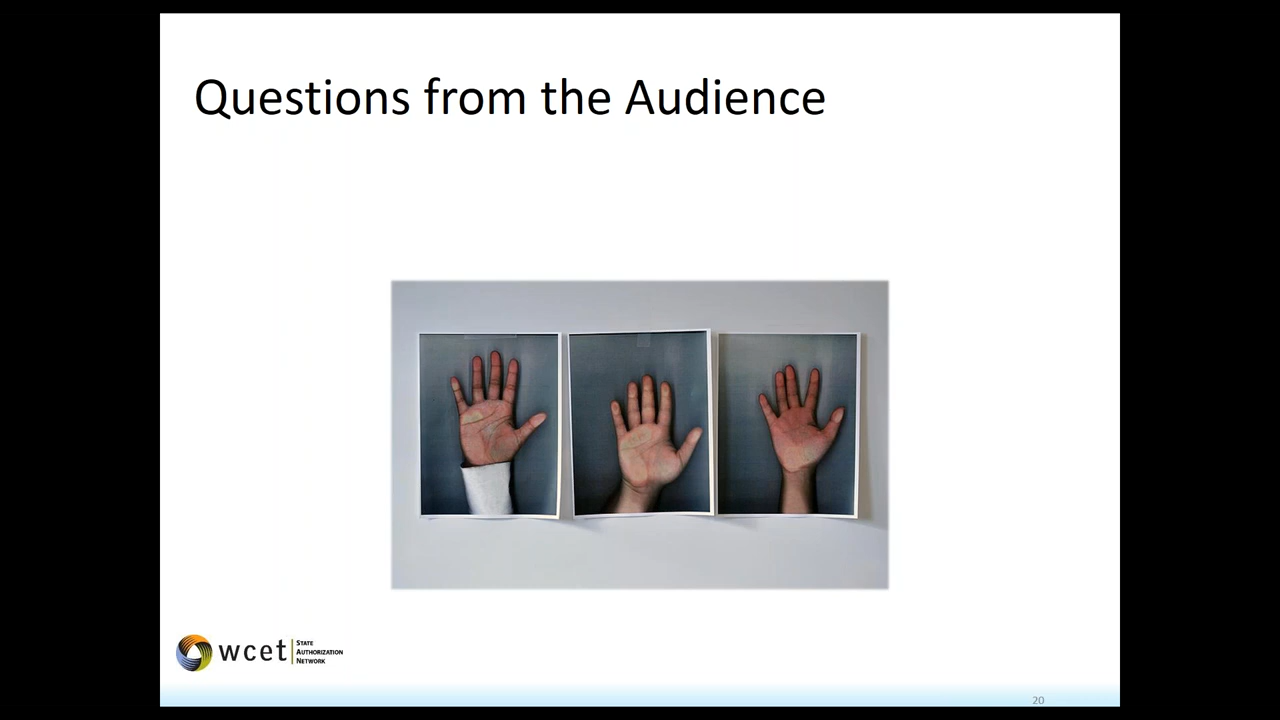 Questions from the Audience
wcet
STATE
AUTHORIZATION
NETWORK
20